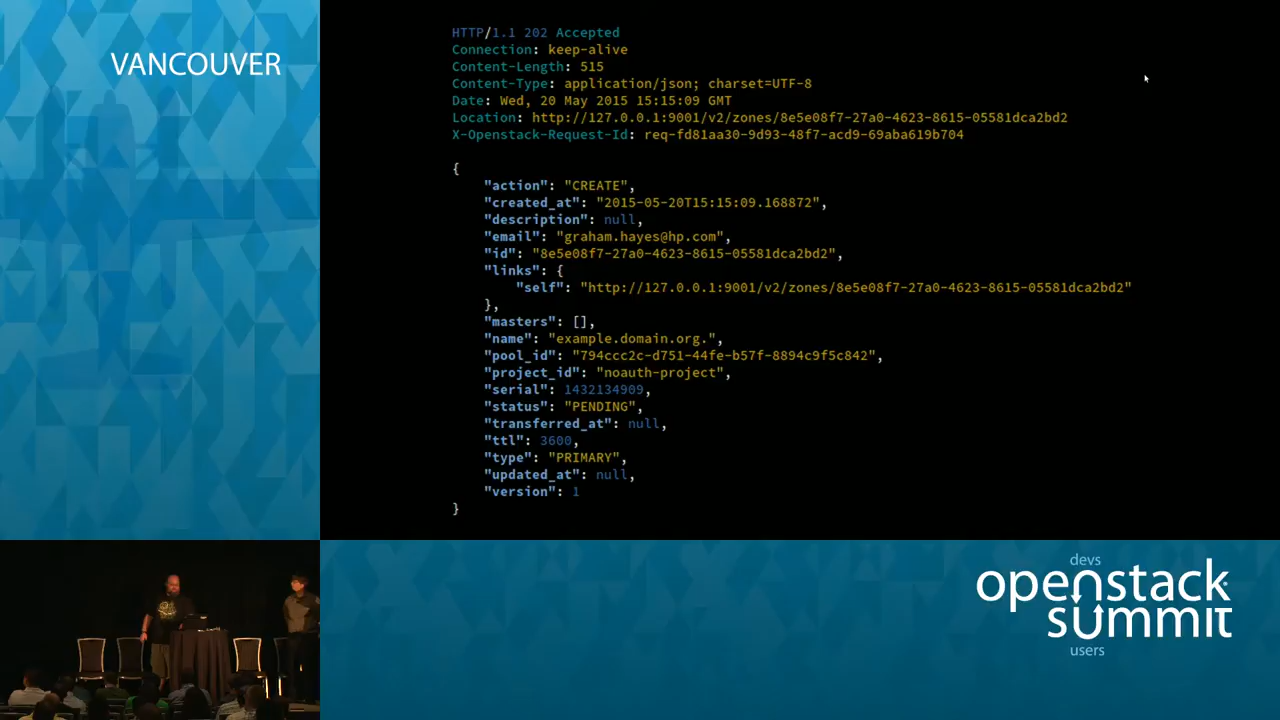 VANCOUVER
HTTP/1.1 202 Accepted
Connection: keep-alive
Content-Length: 515
Content-Type: application/json; charset=UTF-8
Date: Wed, 20 May 2015 15:15:09 GMT
Location: http://127.0.0.1:9001/v2/zones/8e5e08f7-27a0-4623-8615-05581dca2bd2
X-Openstack-Request-Id: req-fd81aa30-9d93-48f7-acd9-69aba619b704
{
"action": "CREATE",
"created_at": "2015-05-20T15:15:09.168872",
"description": null,
"email": "graham.hayes@hp.com",
"id": "8e5e08f7-27a0-4623-8615-05581dca2bd2",
"links": {
"self": "http://127.0.0.1:9001/v2/zones/8e5e08f7-27a0-4623-8615-05581dca2bd2"
},
"masters": [],
"name": "example.domain.org.",
"pool_id": "794ccc2c-d751-44fe-b57f-8894c9f5c842",
"project_id": "noauth-project",
"serial": 1432134909,
"status": "PENDING",
"transferred_at": null,
"ttl": 3600,
"type": "PRIMARY",
"updated_at": null,
"version": 1
}
devs
openstack
summit
users